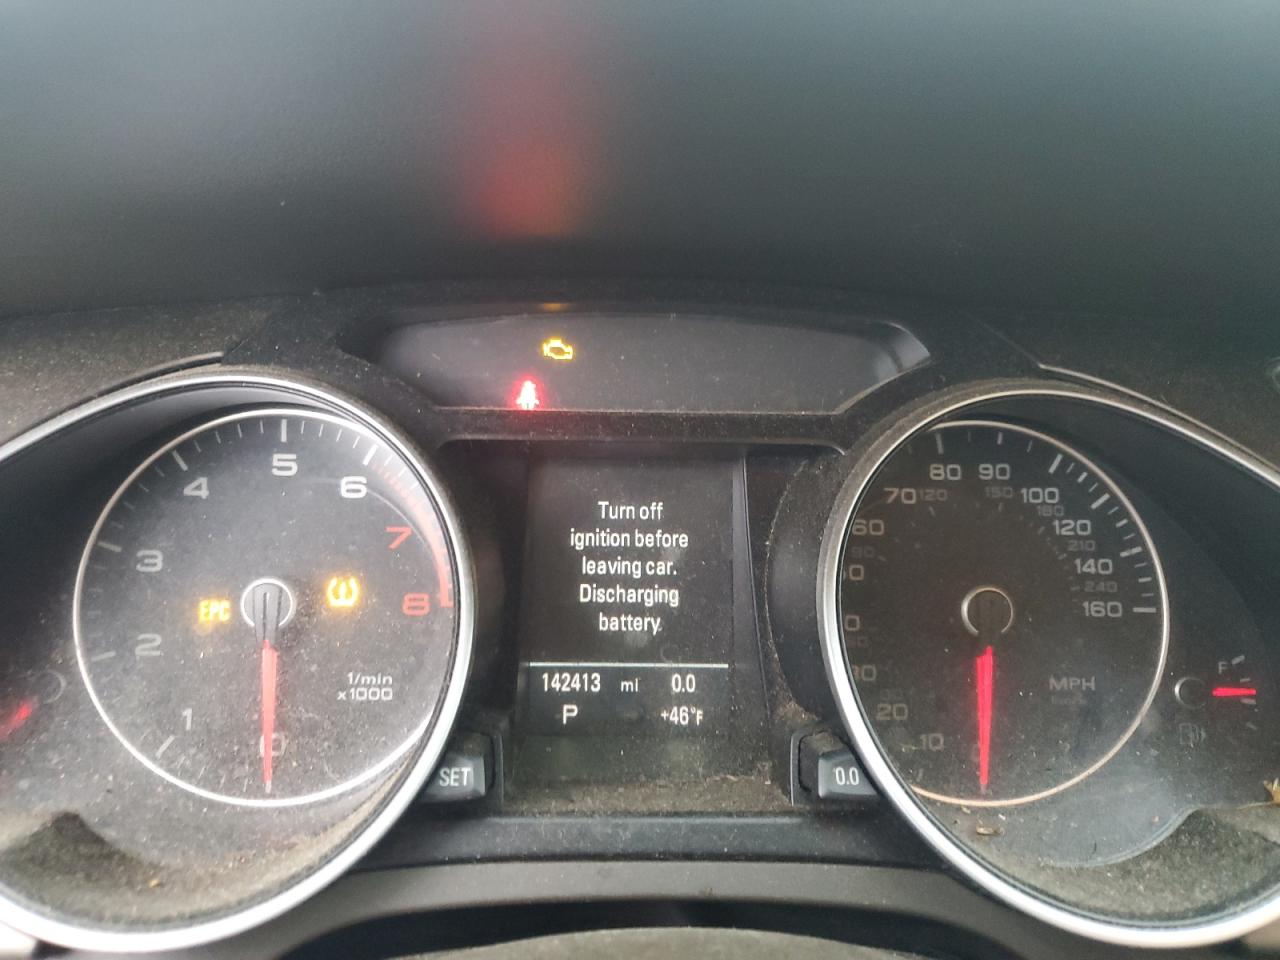 5
4
6
3
7
EPC
8
2
1/min
x1000
1
0
SET
Turn off
ignition before
leaving car.
Discharging
battery.
142413 mi 0.0
P +46°F
0.0
80 90
70 120 150 100
180
60 120
210
140
240
160
MPH
20
10
F